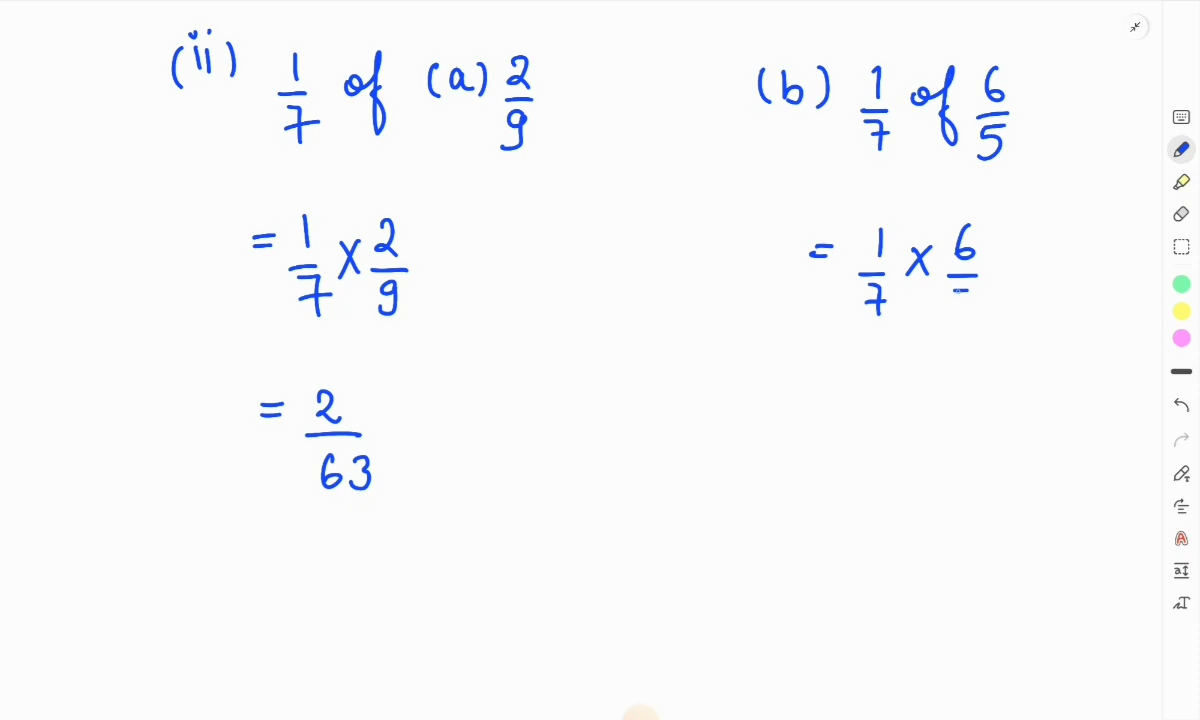 (ii) 1/7 of (a) 2/9
= 1/7 × 2/9
= 2/63
(b) 1/7 of 6/5
= 1/7 × 6/